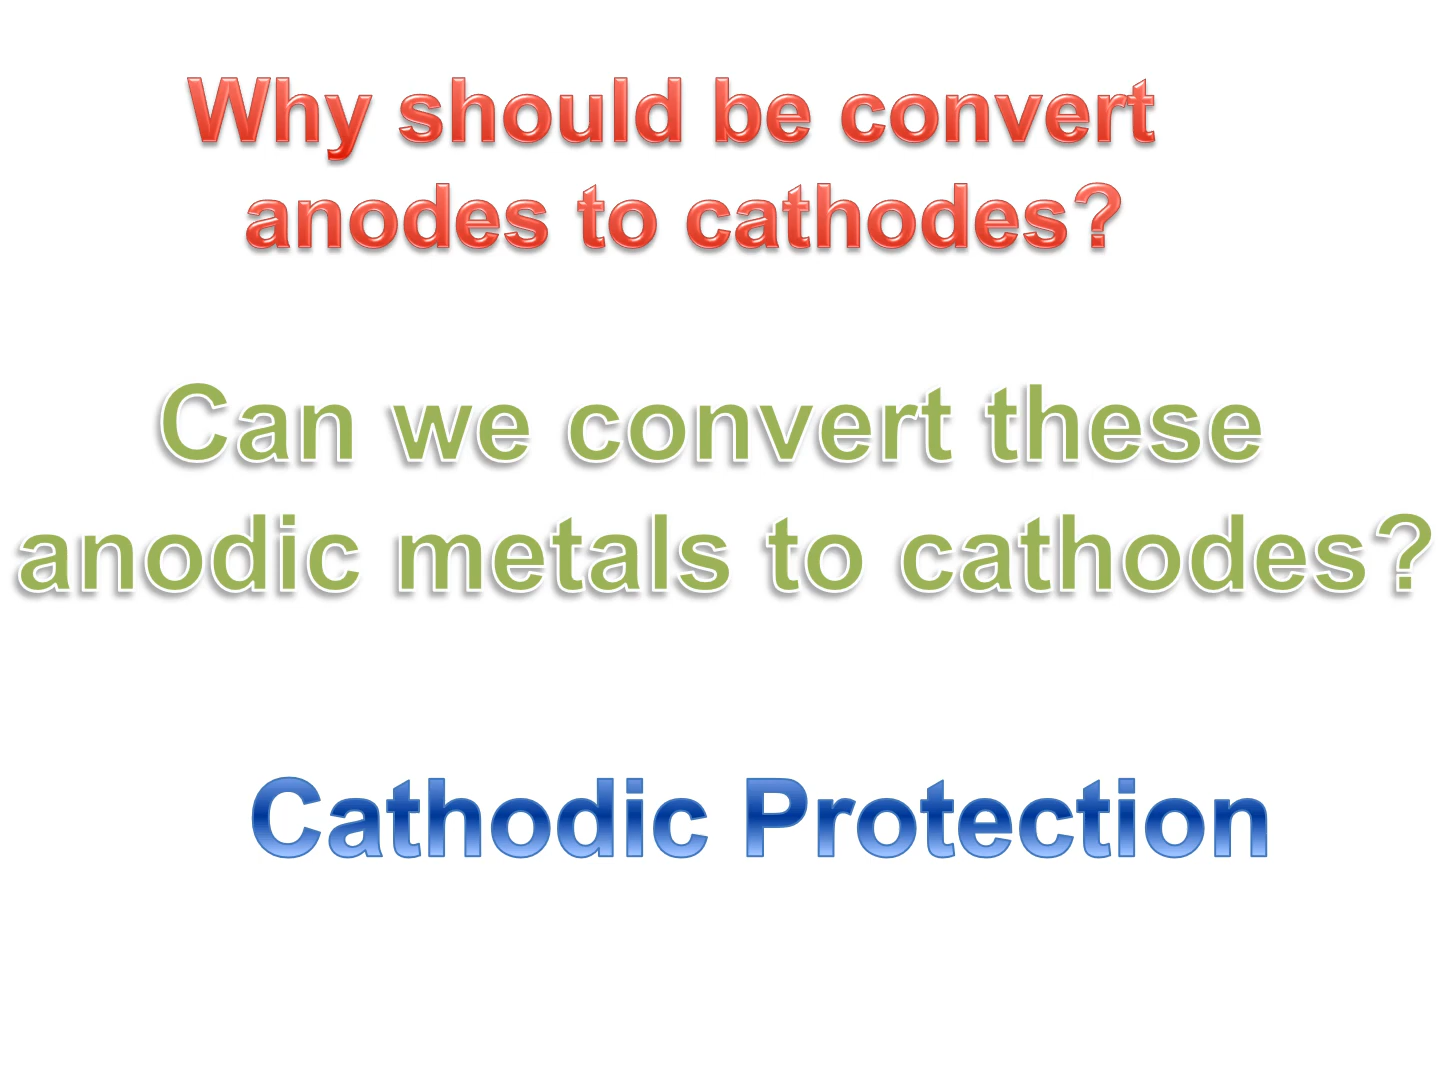 Why should be convert
anodes to cathodes?
Can we convert these
anodic metals to cathodes?
Cathodic Protection